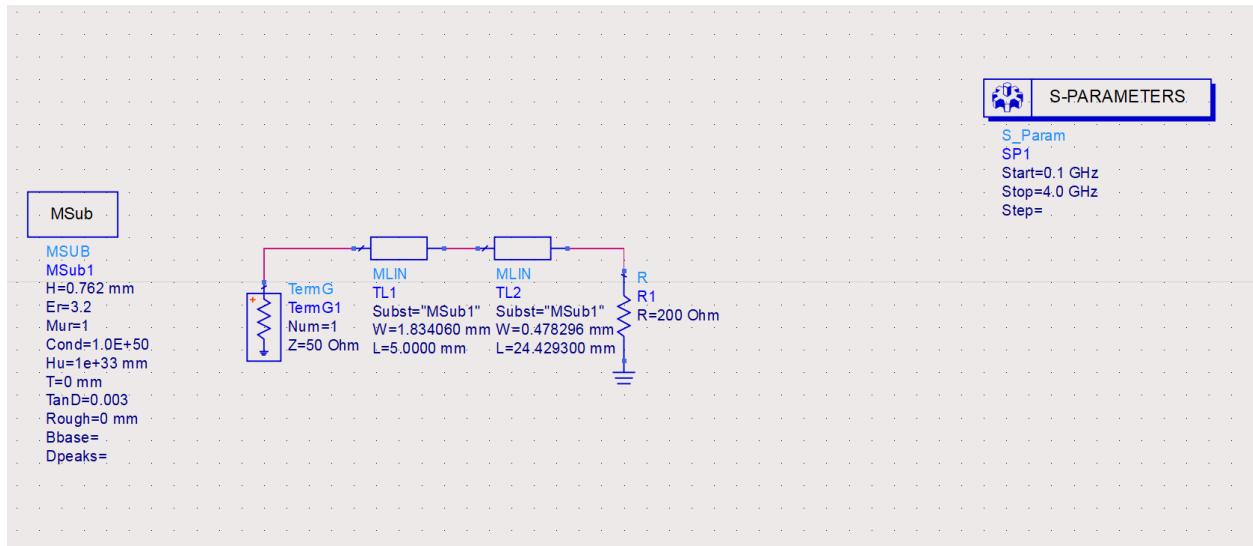 S-PARAMETERS
S_Param
SP1
Start=0.1 GHz
Stop=4.0 GHz
Step=
MSub
MSUB
MSub1
H=0.762 mm
Er=3.2
Mur=1
Cond=1.0E+50
Hu=1e+33 mm
T=0 mm
TanD=0.003
Rough=0 mm
Bbase=
Dpeaks=
TermG
TermG1
Num=1
Z=50 Ohm
MLIN
TL1
Subst="MSub1"
W=1.834060 mm
L=5.0000 mm
MLIN
TL2
Subst="MSub1"
W=0.478296 mm
L=24.429300 mm
R
R1
R=200 Ohm